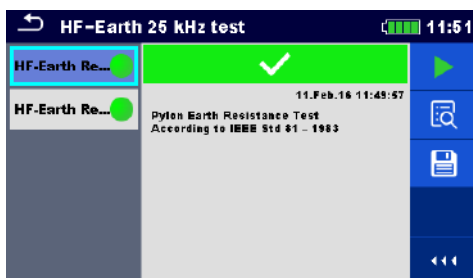 HF-Earth 25 kHz test
11:51
HF-Earth Re...
11.Feb.16 11:49:57
HF-Earth Re...
Pylon Earth Resistance Test
According to IEEE Std 81 - 1983